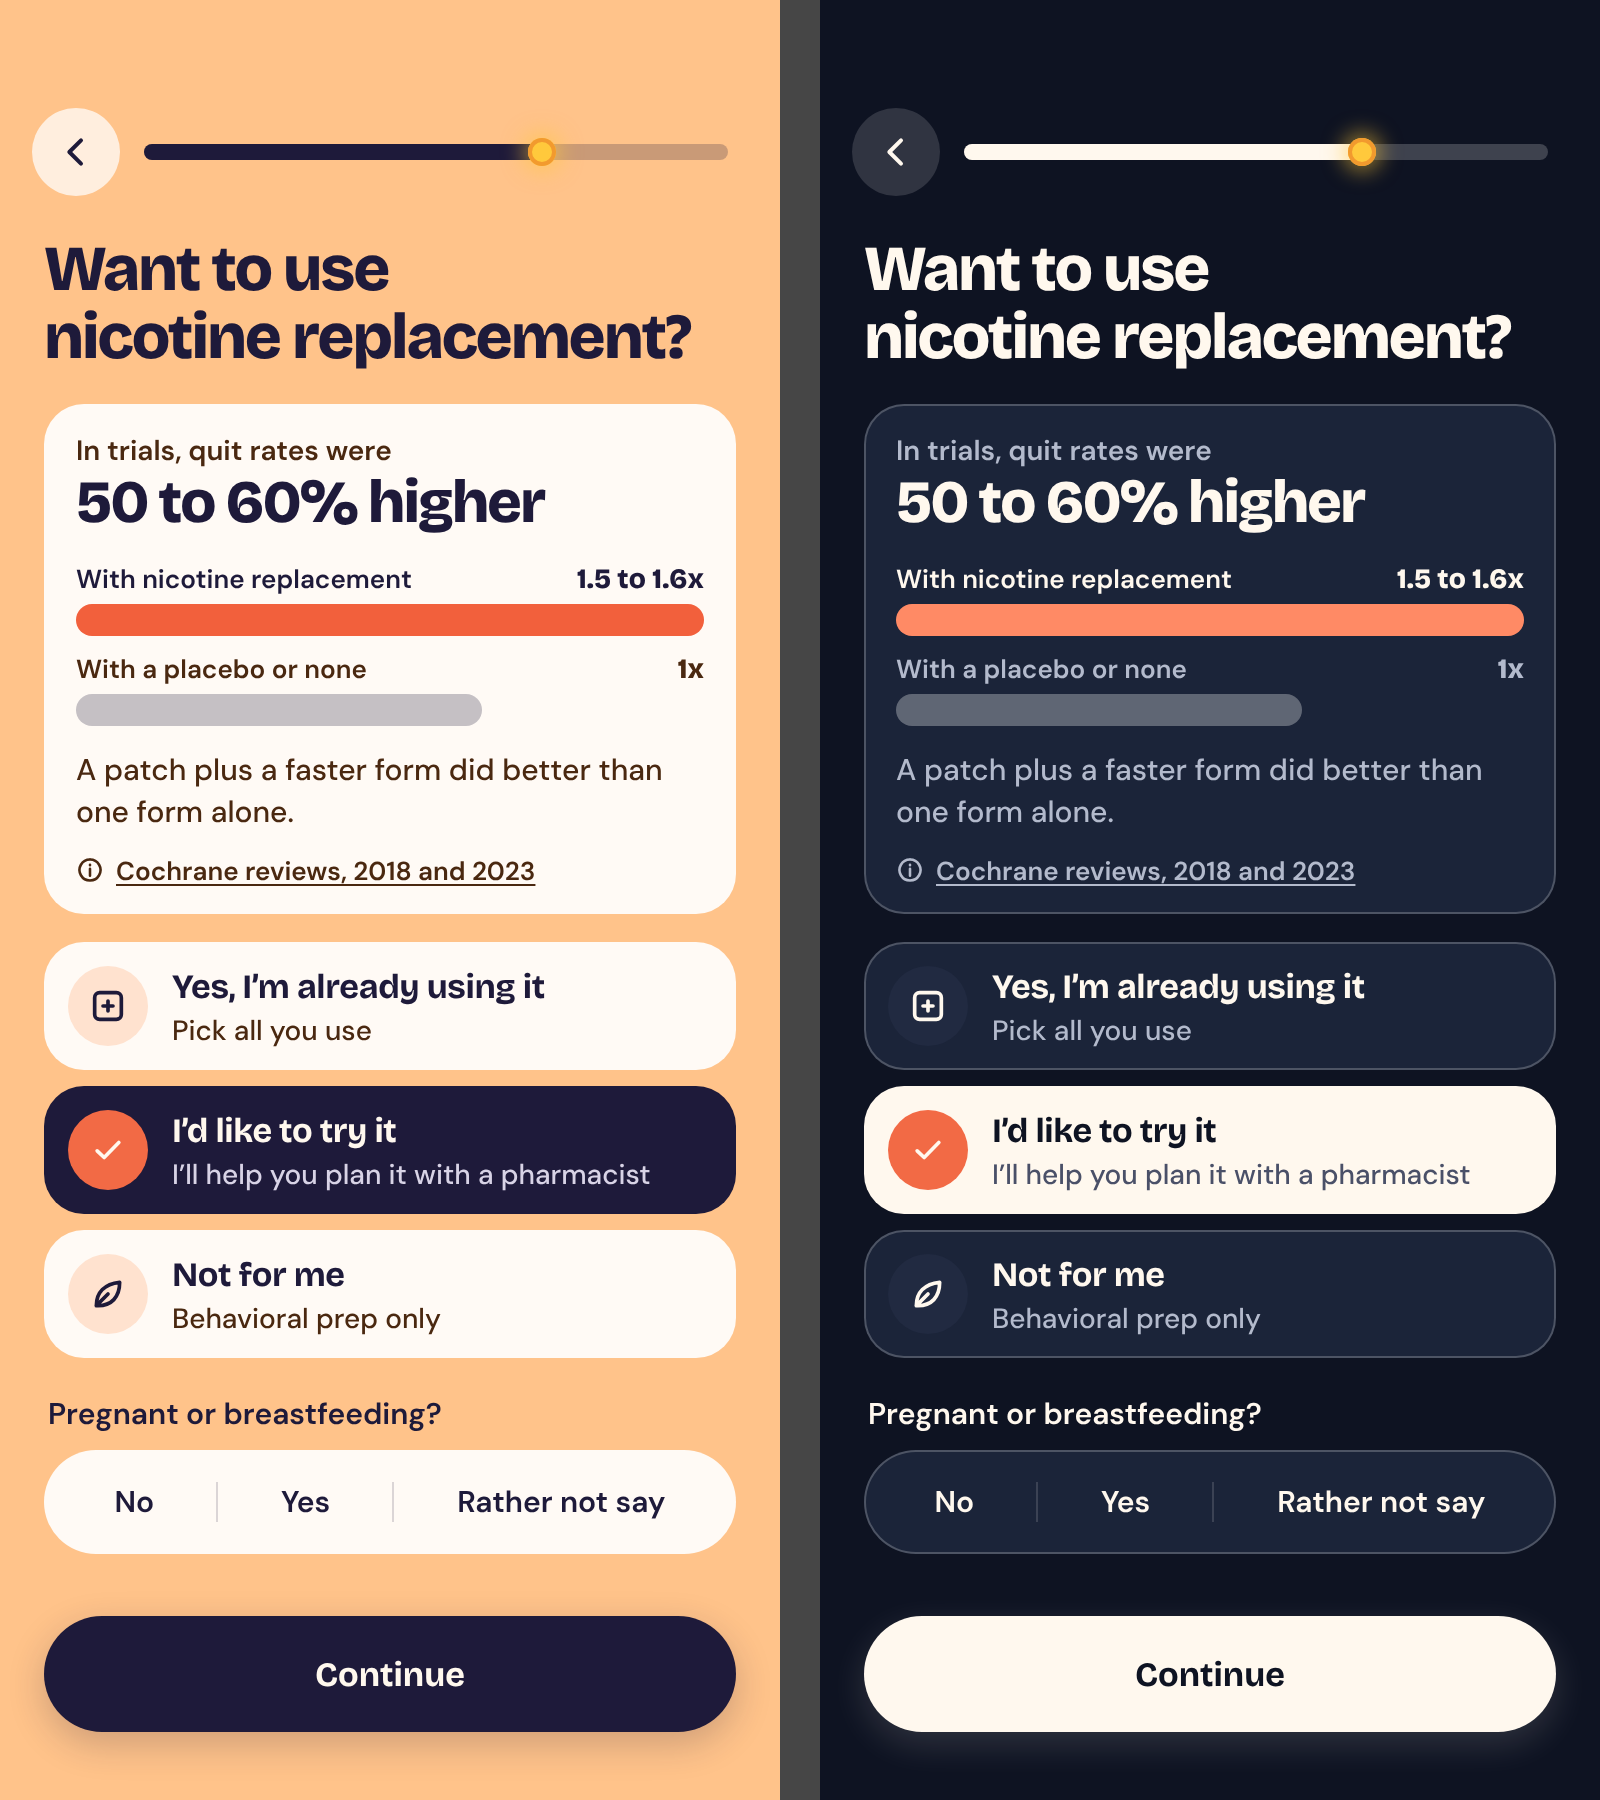 Want to use
nicotine replacement?
In trials, quit rates were
50 to 60% higher
With nicotine replacement 1.5 to 1.6x
With a placebo or none 1x
A patch plus a faster form did better than
one form alone.
Cochrane reviews, 2018 and 2023
Yes, I’m already using it
Pick all you use
I’d like to try it
I’ll help you plan it with a pharmacist
Not for me
Behavioral prep only
Pregnant or breastfeeding?
No Yes Rather not say
Continue
Want to use
nicotine replacement?
In trials, quit rates were
50 to 60% higher
With nicotine replacement 1.5 to 1.6x
With a placebo or none 1x
A patch plus a faster form did better than
one form alone.
Cochrane reviews, 2018 and 2023
Yes, I’m already using it
Pick all you use
I’d like to try it
I’ll help you plan it with a pharmacist
Not for me
Behavioral prep only
Pregnant or breastfeeding?
No Yes Rather not say
Continue